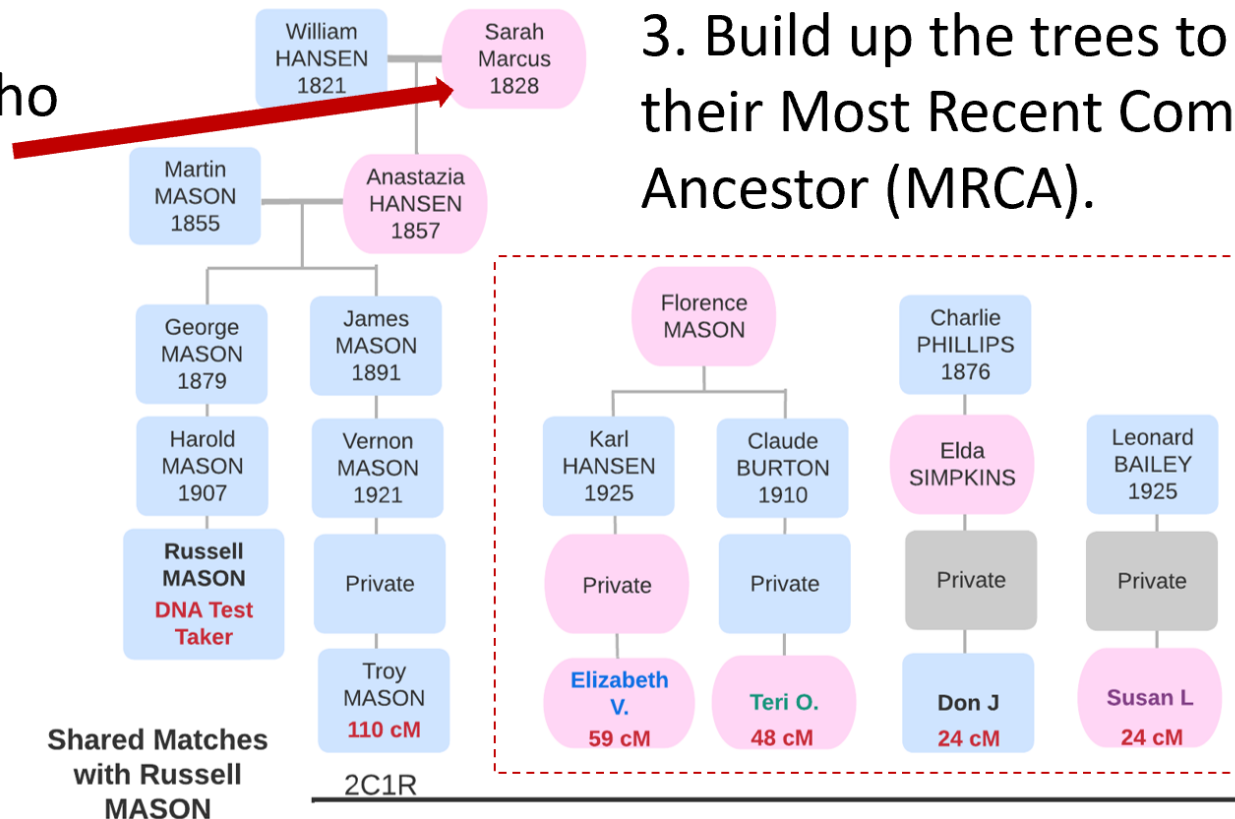 William
HANSEN
1821
Sarah
Marcus
1828
3. Build up the trees to
their Most Recent Com
Ancestor (MRCA).
ho
Martin
MASON
1855
Anastazia
HANSEN
1857
George
MASON
1879
James
MASON
1891
Florence
MASON
Charlie
PHILLIPS
1876
Harold
MASON
1907
Vernon
MASON
1921
Karl
HANSEN
1925
Claude
BURTON
1910
Elda
SIMPKINS
Leonard
BAILEY
1925
Russell
MASON
DNA Test
Taker
Private
Private
Private
Private
Private
Troy
MASON
110 cM
Elizabeth
V.
59 cM
Teri O.
48 cM
Don J
24 cM
Susan L
24 cM
Shared Matches
with Russell
MASON
2C1R